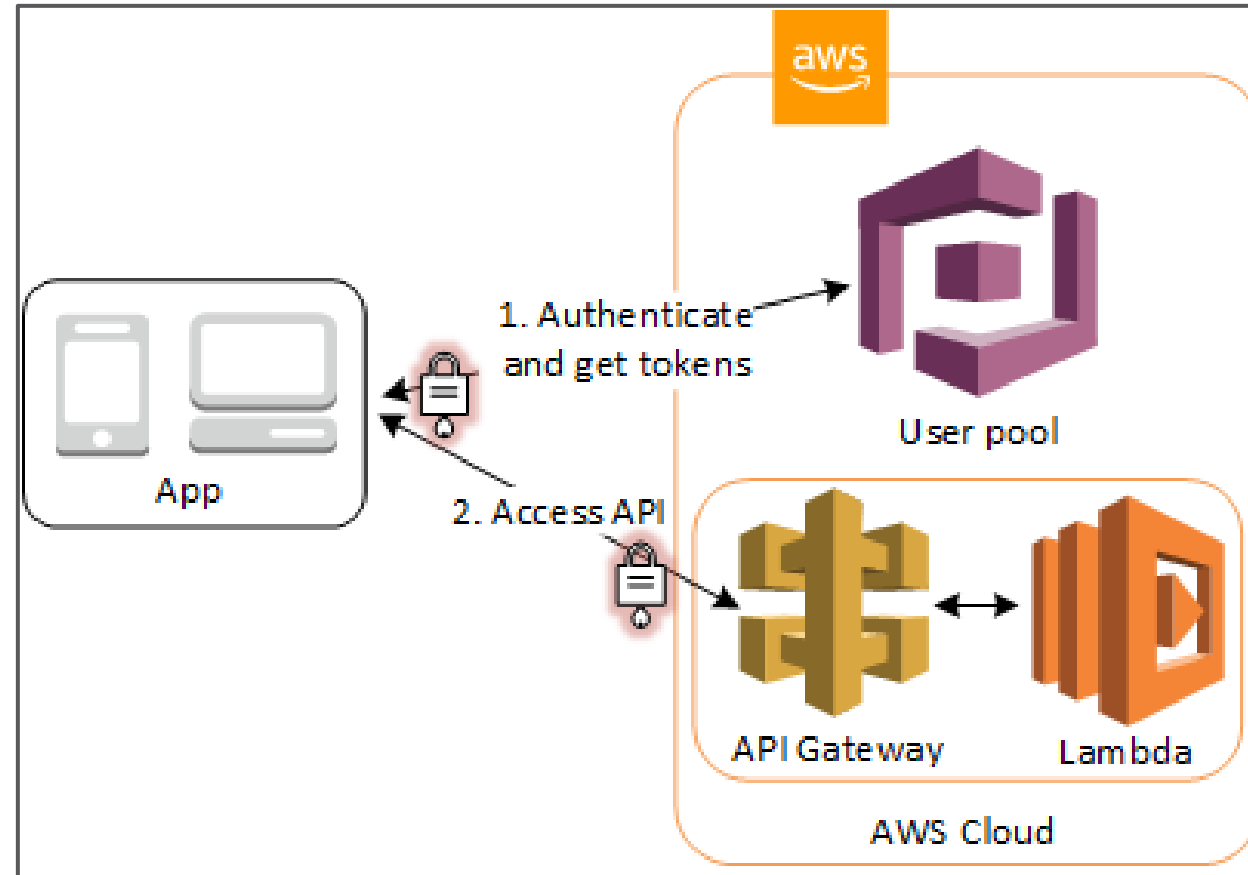 aws
1. Authenticate
and get tokens
User pool
App
2. Access API
API Gateway
Lambda
AWS Cloud